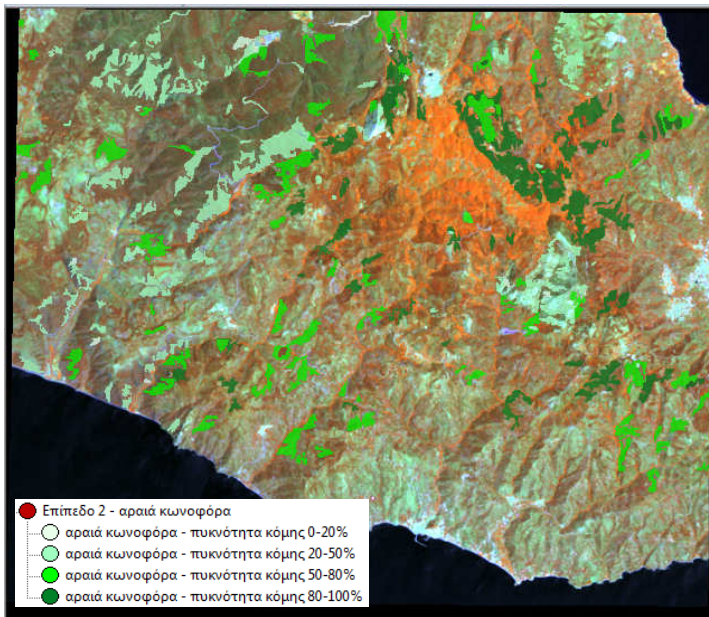 Επίπεδο 2 - αραιά κωνοφόρα
αραιά κωνοφόρα - πυκνότητα κόμης 0-20%
αραιά κωνοφόρα - πυκνότητα κόμης 20-50%
αραιά κωνοφόρα - πυκνότητα κόμης 50-80%
αραιά κωνοφόρα - πυκνότητα κόμης 80-100%